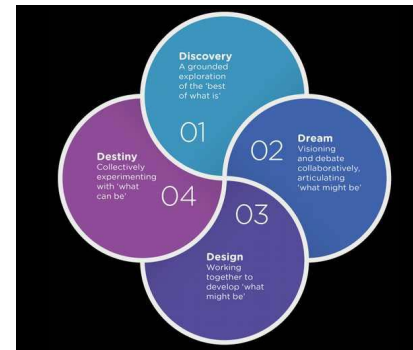 Discovery
A grounded
exploration
of the ‘best
of what is’
01
02
Dream
Visioning
and debate
collaboratively,
articulating
‘what might be’
03
Design
Working
together to
develop ‘what
might be’
Destiny
Collectively
experimenting
with ‘what
can be’
04